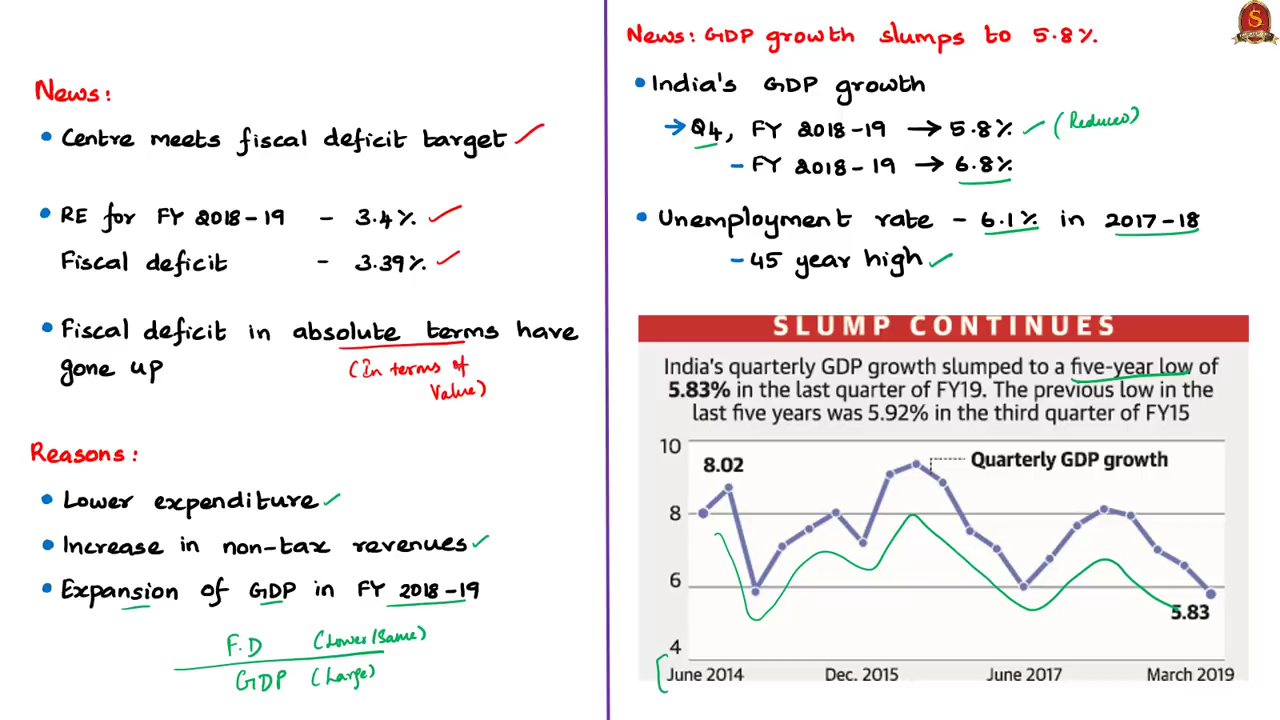 News:
• Centre meets fiscal deficit target
• RE for FY 2018-19 - 3.4%
Fiscal deficit - 3.39%
• Fiscal deficit in absolute terms have
gone up
(In terms of
Value)
Reasons:
• Lower expenditure
• Increase in non-tax revenues
• Expansion of GDP in FY 2018-19
F.D (Lower/Same)
GDP (Large)
News: GDP growth slumps to 5.8%
• India's GDP growth
→ Q4, FY 2018-19 → 5.8% (Reduced)
- FY 2018-19 → 6.8%
• Unemployment rate - 6.1% in 2017-18
- 45 year high
SLUMP CONTINUES
India's quarterly GDP growth slumped to a five-year low of
5.83% in the last quarter of FY19. The previous low in the
last five years was 5.92% in the third quarter of FY15
10
8.02
Quarterly GDP growth
8
6
5.83
4
June 2014 Dec. 2015 June 2017 March 2019